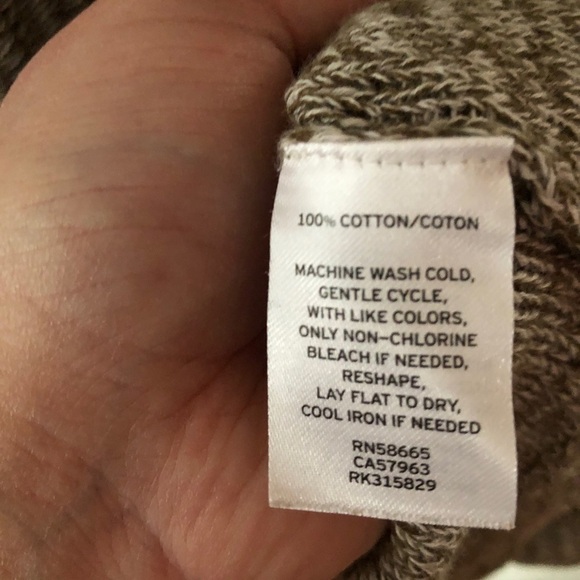 100% COTTON/COTON
MACHINE WASH COLD,
GENTLE CYCLE,
WITH LIKE COLORS,
ONLY NON-CHLORINE
BLEACH IF NEEDED,
RESHAPE,
LAY FLAT TO DRY,
COOL IRON IF NEEDED
RN58665
CA57963
RK315829